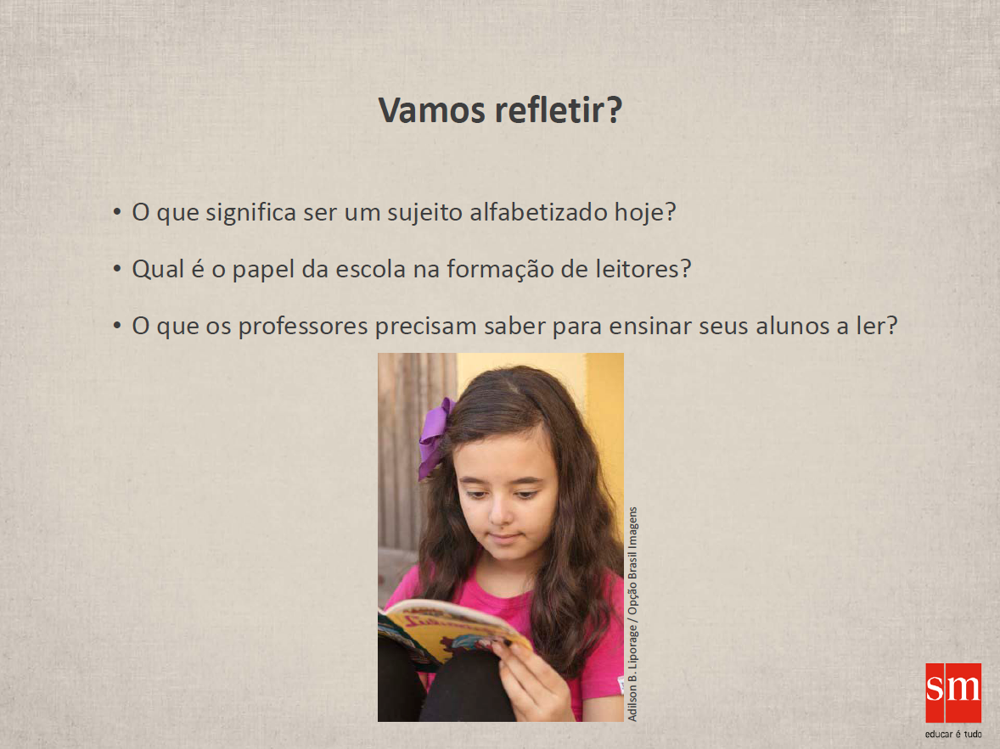 Vamos refletir?
• O que significa ser um sujeito alfabetizado hoje?
• Qual é o papel da escola na formação de leitores?
• O que os professores precisam saber para ensinar seus alunos a ler?
Adilson B. Liporage / Opção Brasil Imagens
sm
educar é tudo